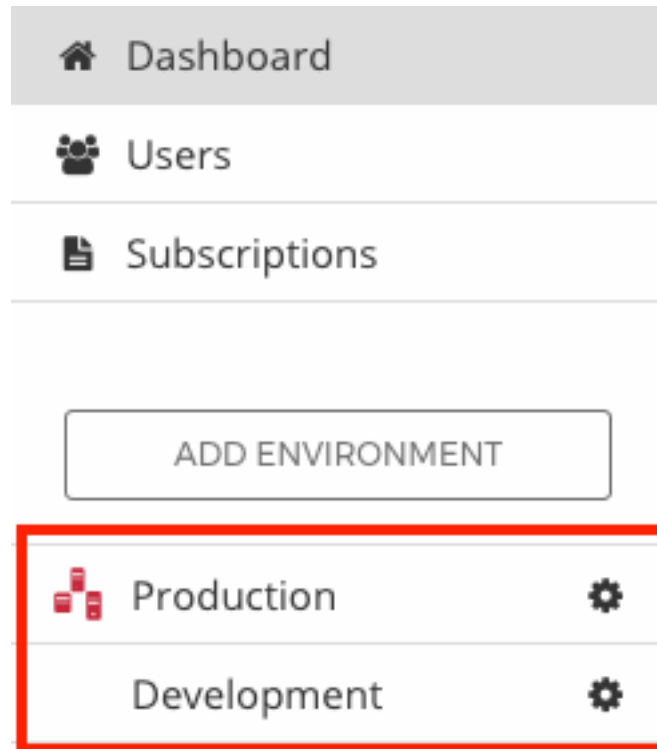 Dashboard
Users
Subscriptions
ADD ENVIRONMENT
Production
Development